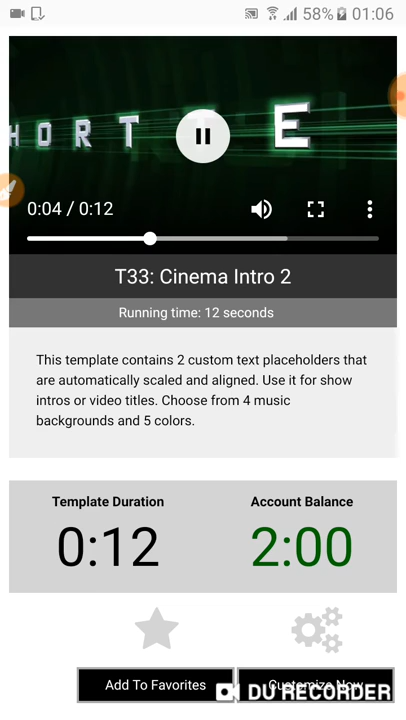 58% 01:06
HORT E
0:04 / 0:12
T33: Cinema Intro 2
Running time: 12 seconds
This template contains 2 custom text placeholders that
are automatically scaled and aligned. Use it for show
intros or video titles. Choose from 4 music
backgrounds and 5 colors.
Template Duration Account Balance
0:12 2:00
Add To Favorites Customize Now
DU RECORDER